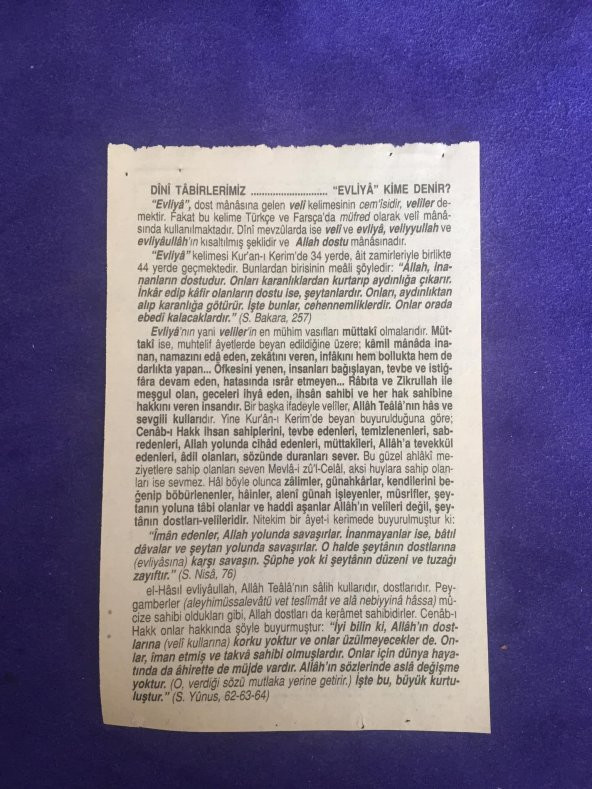 DİNÎ TÂBİRLERİMİZ ............................ “EVLİYÂ” KİME DENİR?
“Evliyâ”, dost mânâsına gelen velî kelimesinin cem’îsidir, velîler de-
mektir. Fakat bu kelime Türkçe ve Farsça’da müfred olarak velî mânâ-
sında kullanılmaktadır. Dînî mevzûlarda ise velî ve evliyâ, veliyyullah ve
evliyâullâh’ın kısaltılmış şeklidir ve Allah dostu mânâsınadır.
“Evliyâ” kelimesi Kur’an-ı Kerim’de 34 yerde, âit zamirleriyle birlikte
44 yerde geçmektedir. Bunlardan birisinin meâli şöyledir: “Allah, ina-
nanların dostudur. Onları karanlıklardan kurtarıp aydınlığa çıkarır.
İnkâr edip kâfir olanların dostu ise, şeytanlardır. Onları, aydınlıktan
alıp karanlığa götürür. İşte bunlar, cehennemliklerdir. Onlar orada
ebedî kalacaklardır.” (S. Bakara, 257)
Evliyâ’nın yani velîler’in en mühim vasıfları müttakî olmalarıdır. Müt-
takî ise, muhtelif âyetlerde beyan edildiğine üzere; kâmil mânâda ina-
nan, namazını edâ eden, zekâtını veren, infâkını hem bollukta hem de
darlıkta yapan... Öfkesini yenen, insanları bağışlayan, tevbe ve istiğ-
fâra devam eden, hatasında ısrâr etmeyen... Râbıta ve Zikrullah ile
meşgul olan, geceleri ihyâ eden, ihsân sahibi ve her hak sahibine
hakkını veren insandır. Bir başka ifadeyle velîler, Allâh Teâlâ’nın hâs ve
sevgili kullarıdır. Yine Kur’ân-ı Kerim’de beyan buyurulduğuna göre;
Cenâb-ı Hakk ihsan sahiplerini, tevbe edenleri, temizlenenleri, sab-
redenleri, Allah yolunda cihâd edenleri, müttakîleri, Allâh’a tevekkül
edenleri, âdil olanları, sözünde duranları sever. Bu güzel ahlâkî me-
ziyetlere sahip olanları seven Mevlâ-i zü’l-Celâl, aksi huylara sahip olan-
ları ise sevmez. Hâl böyle olunca zâlimler, günahkârlar, kendilerini be-
ğenip böbürlenenler, hâinler, alenî günah işleyenler, müsrifler, şey-
tanın yoluna tâbi olanlar ve haddi aşanlar Allâh’ın velîleri değil, şey-
tânın dostları-velîleridir. Nitekim bir âyet-i kerimede buyurulmuştur ki:
“İmân edenler, Allah yolunda savaşırlar. İnanmayanlar ise, bâtıl
dâvalar ve şeytan yolunda savaşırlar. O halde şeytânın dostlarına
(evliyâsına) karşı savaşın. Şüphe yok ki şeytanın düzeni ve tuzağı
zayıftır.” (S. Nisâ, 76)
el-Hâsıl evliyâullah, Allâh Teâlâ’nın sâlih kullarıdır, dostlarıdır. Pey-
gamberler (aleyhimüssalevâtü vet teslîmât ve alâ nebiyyinâ hâssa) mû-
cize sahibi oldukları gibi, Allah dostları da kerâmet sahibidirler. Cenâb-ı
Hakk onlar hakkında şöyle buyurmuştur: “İyi bilin ki, Allâh’ın dost-
larına (velî kullarına) korku yoktur ve onlar üzülmeyecekler de. On-
lar, îman etmiş ve takvâ sahibi olmuşlardır. Onlar için dünya haya-
tında da âhirette de müjde vardır. Allâh’ın sözlerinde aslâ değişme
yoktur. (O, verdiği sözü mutlaka yerine getirir.) İşte bu, büyük kurtu-
luştur.” (S. Yûnus, 62-63-64)